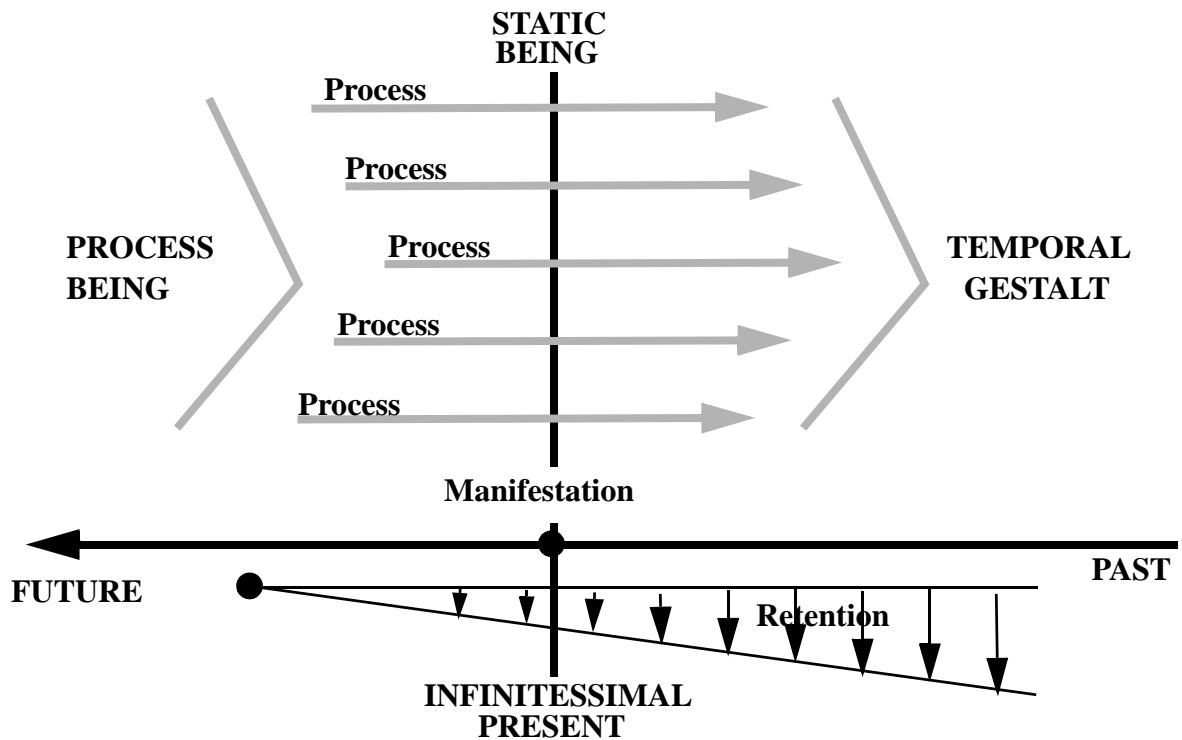 STATIC
BEING
Process
Process
Process
Process
Process
PROCESS
BEING
TEMPORAL
GESTALT
Manifestation
FUTURE
PAST
Retention
INFINITESSIMAL
PRESENT